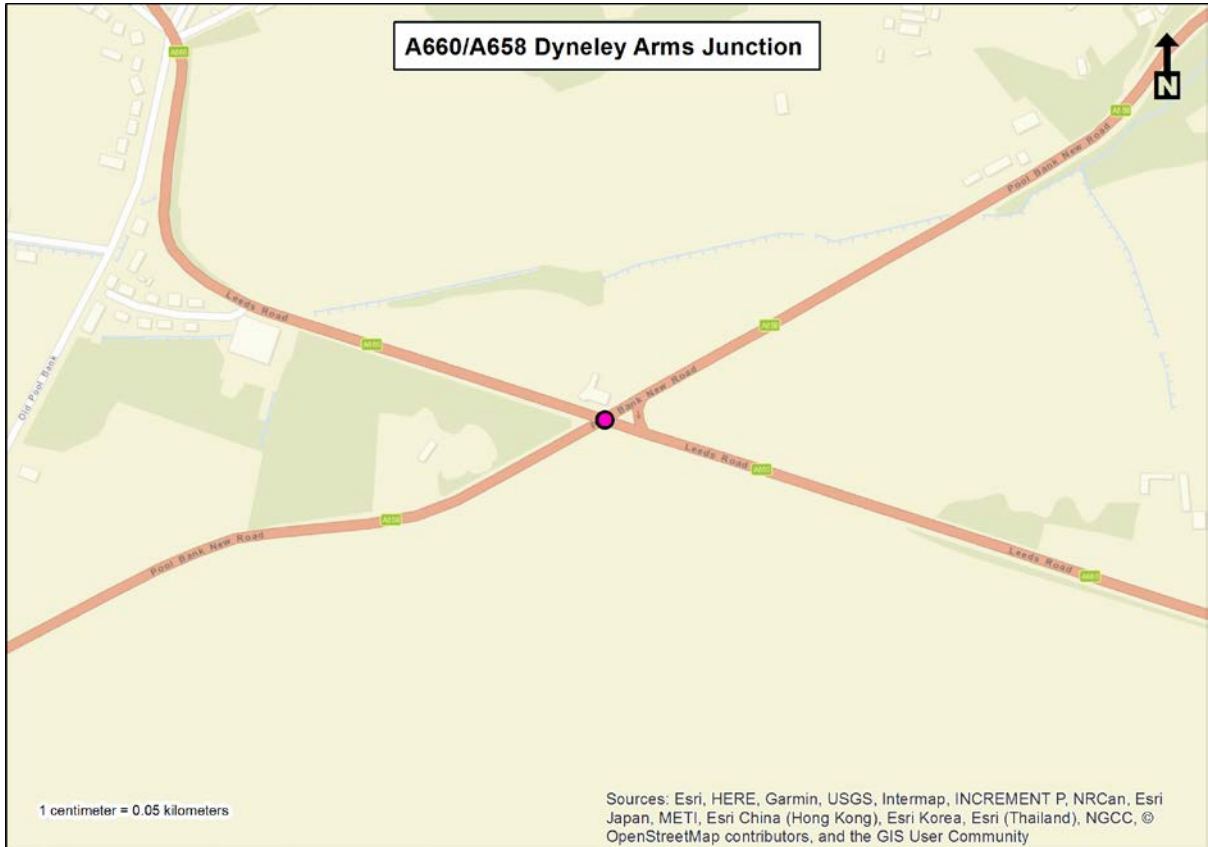 A660/A658 Dyneley Arms Junction
N
A660
A658
Pool Bank New Road
Leeds Road
A660
A658
Old Pool Bank
Bank New Road
Leeds Road
A660
A658
Pool Bank New Road
Leeds Road
A660
1 centimeter = 0.05 kilometers
Sources: Esri, HERE, Garmin, USGS, Intermap, INCREMENT P, NRCan, Esri
Japan, METI, Esri China (Hong Kong), Esri Korea, Esri (Thailand), NGCC, ©
OpenStreetMap contributors, and the GIS User Community